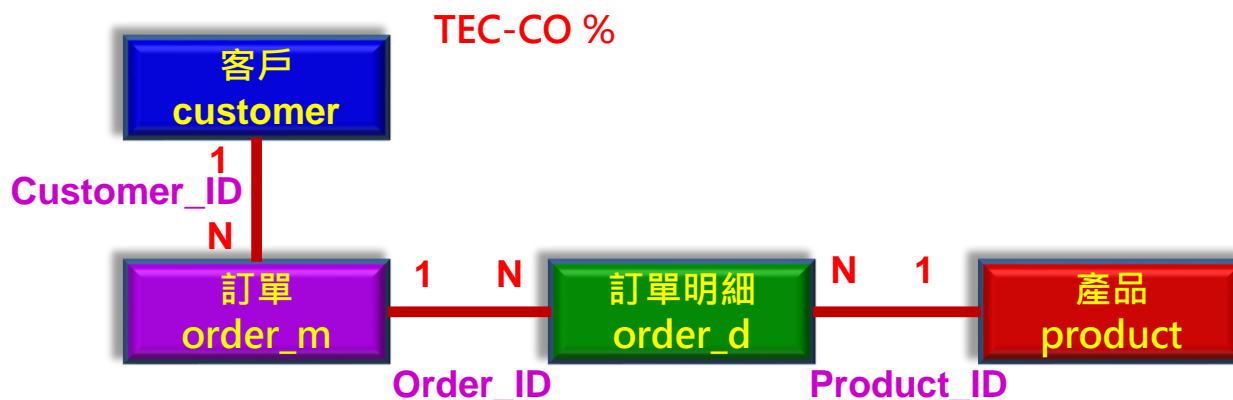 TEC-CO %
客戶
customer
1
Customer_ID
N
訂單
order_m
1 N
訂單明細
order_d
N 1
產品
product
Order_ID
Product_ID